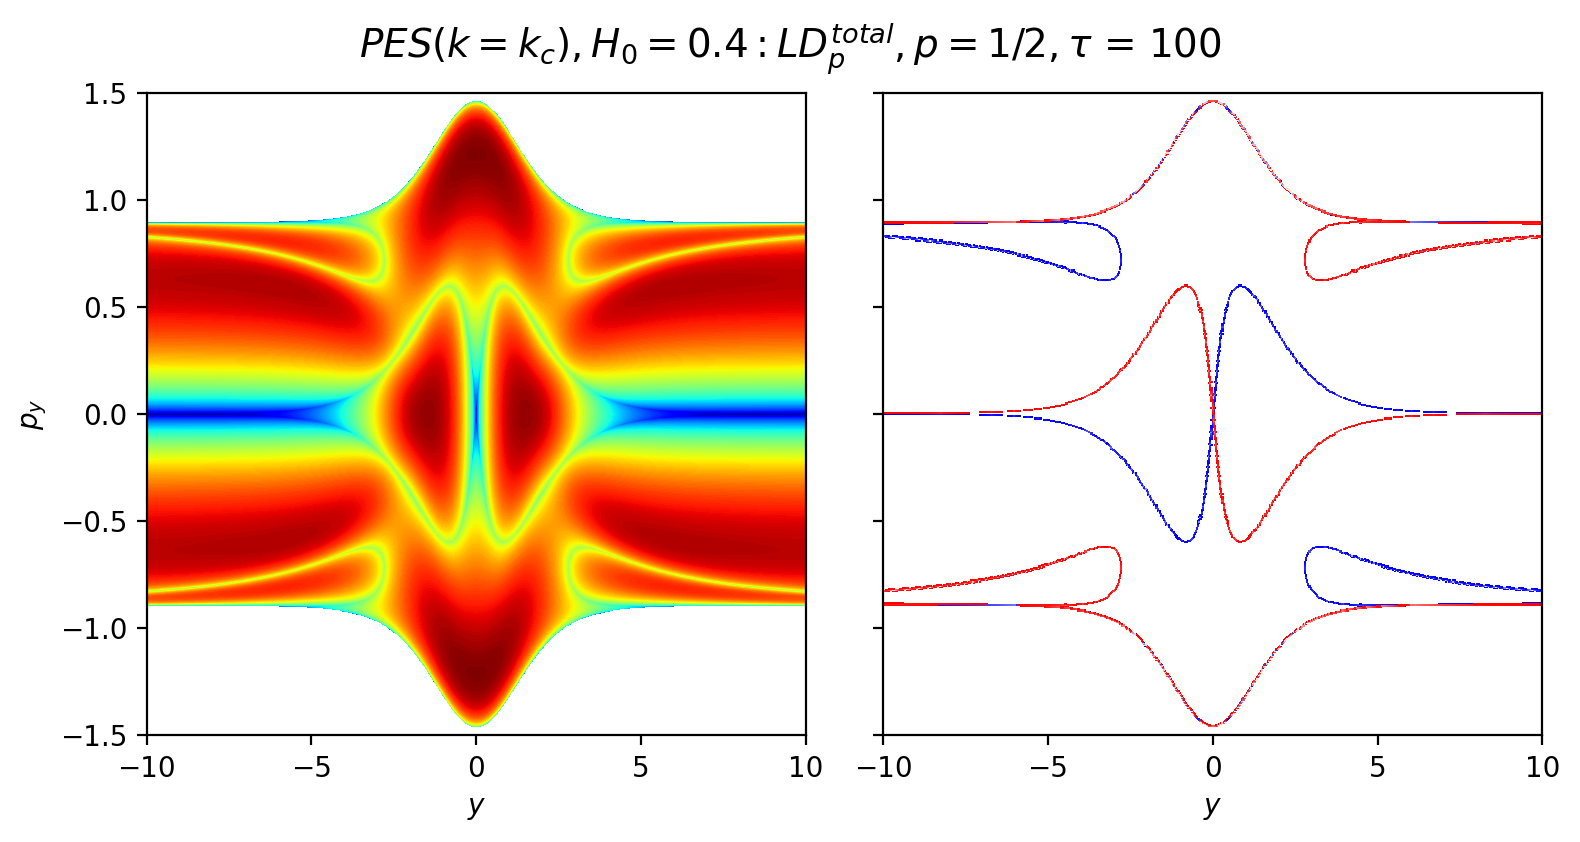 PES(k = k_c), H_0 = 0.4 : LD_p^{total}, p = 1/2, τ = 100
1.5
1.0
0.5
0.0
−0.5
−1.0
−1.5
p_y
−10 −5 0 5 10
y
−10 −5 0 5 10
y